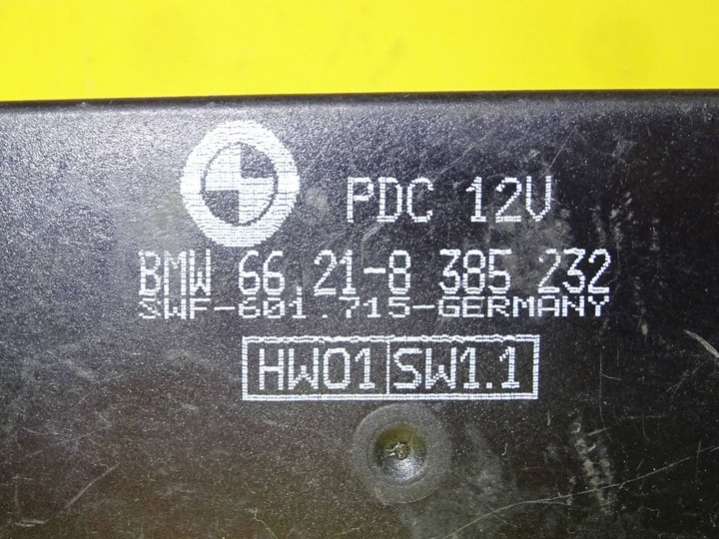 PDC 12V
BMW 66.21-8 385 232
SWF-601.715-GERMANY
HW01 SW1.1